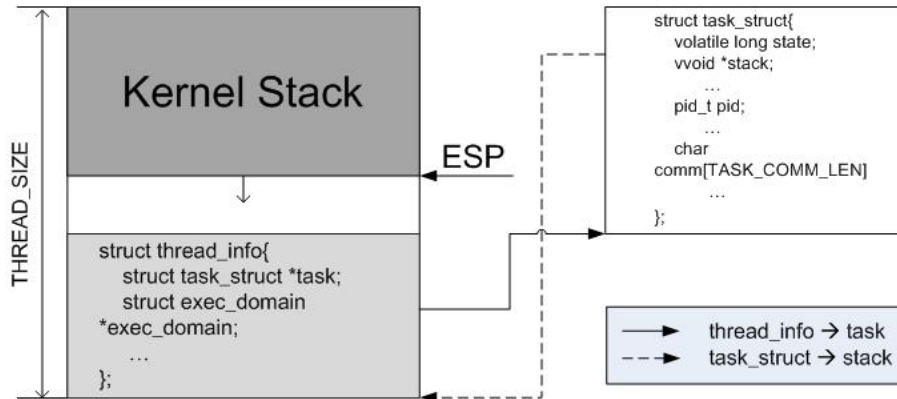 THREAD_SIZE
Kernel Stack
ESP
struct thread_info{
struct task_struct *task;
struct exec_domain
*exec_domain;
...
};
struct task_struct{
volatile long state;
vvoid *stack;
...
pid_t pid;
...
char
comm[TASK_COMM_LEN]
...
};
thread_info → task
task_struct → stack